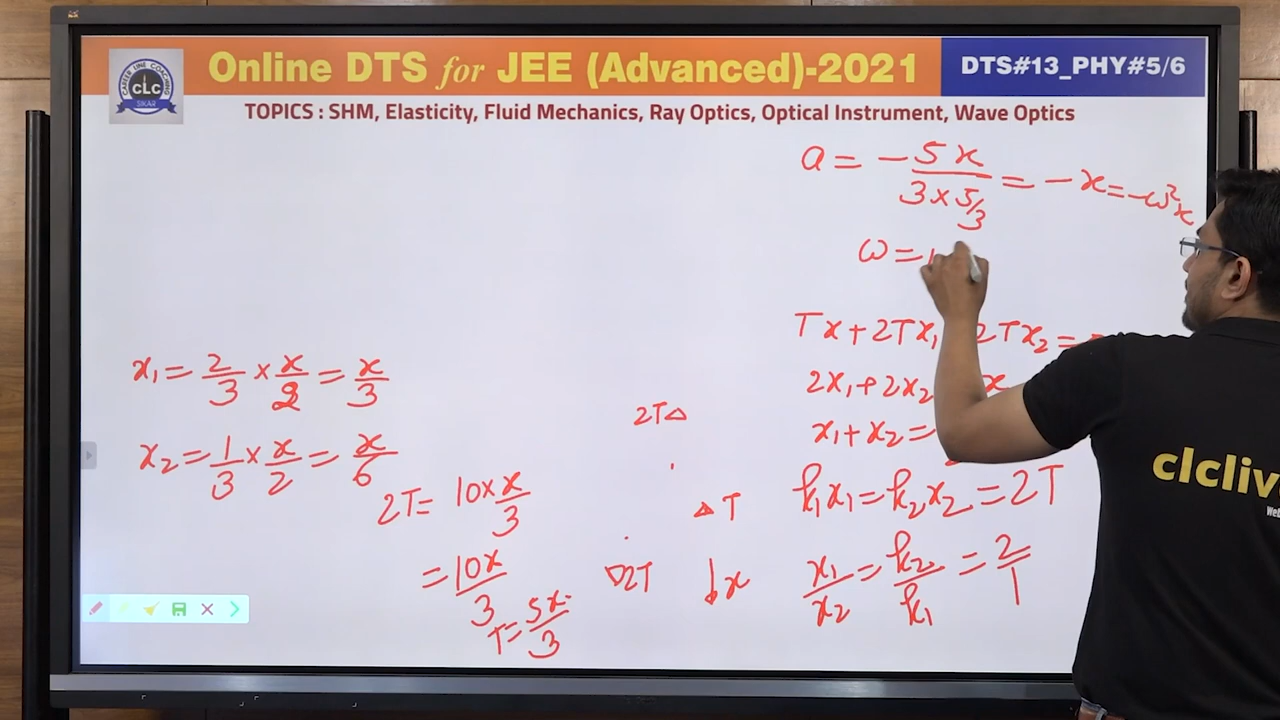 Online DTS for JEE (Advanced)-2021
DTS#13_PHY#5/6
CLC
SIKAR
TOPICS : SHM, Elasticity, Fluid Mechanics, Ray Optics, Optical Instrument, Wave Optics
a = - 5x / (3 × 5/3) = - x = -ω²x
ω =
Tx + 2Tx₁ 2Tx₂ =
2x₁ + 2x₂ x
x₁ + x₂ =
k₁x₁ = k₂x₂ = 2T
x₁/x₂ = k₂/k₁ = 2/1
x₁ = 2/3 × x/2 = x/3
x₂ = 1/3 × x/2 = x/6
2T = 10 × x/3
= 10x/3
T = 5x/3
2T△
△T
▽2T
↓x
clcliv